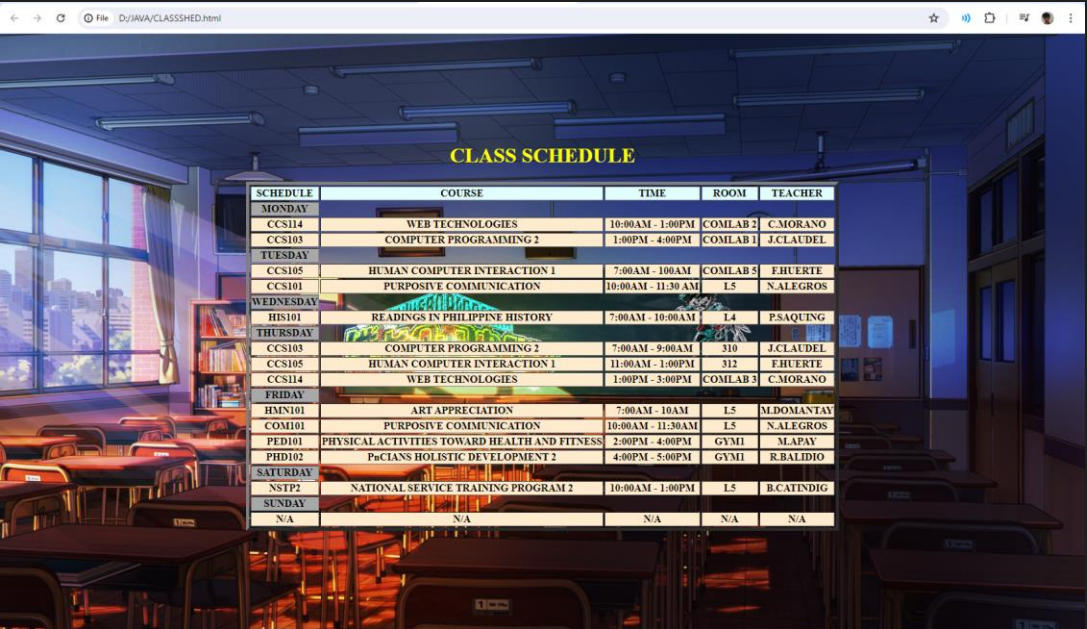 File D:/JAVA/CLASSSHED.html
CLASS SCHEDULE
SCHEDULE COURSE TIME ROOM TEACHER
MONDAY
CCS114 WEB TECHNOLOGIES 10:00AM - 1:00PM COMLAB 2 C.MORANO
CCS103 COMPUTER PROGRAMMING 2 1:00PM - 4:00PM COMLAB 1 J.CLAUDEL
TUESDAY
CCS105 HUMAN COMPUTER INTERACTION 1 7:00AM - 100AM COMLAB 5 F.HUERTE
CCS101 PURPOSIVE COMMUNICATION 10:00AM - 11:30 AM L5 N.ALEGROS
WEDNESDAY
HIS101 READINGS IN PHILIPPINE HISTORY 7:00AM - 10:00AM L4 P.SAQUING
THURSDAY
CCS103 COMPUTER PROGRAMMING 2 7:00AM - 9:00AM 310 J.CLAUDEL
CCS105 HUMAN COMPUTER INTERACTION 1 11:00AM - 1:00PM 312 F.HUERTE
CCS114 WEB TECHNOLOGIES 1:00PM - 3:00PM COMLAB 3 C.MORANO
FRIDAY
HMN101 ART APPRECIATION 7:00AM - 10AM L5 M.DOMANTAY
COM101 PURPOSIVE COMMUNICATION 10:00AM - 11:30AM L5 N.ALEGROS
PED101 PHYSICAL ACTIVITIES TOWARD HEALTH AND FITNESS 2:00PM - 4:00PM GYM1 M.APAY
PHD102 PnCIANS HOLISTIC DEVELOPMENT 2 4:00PM - 5:00PM GYM1 R.BALIDIO
SATURDAY
NSTP2 NATIONAL SERVICE TRAINING PROGRAM 2 10:00AM - 1:00PM L5 B.CATINDIG
SUNDAY
N/A N/A N/A N/A N/A